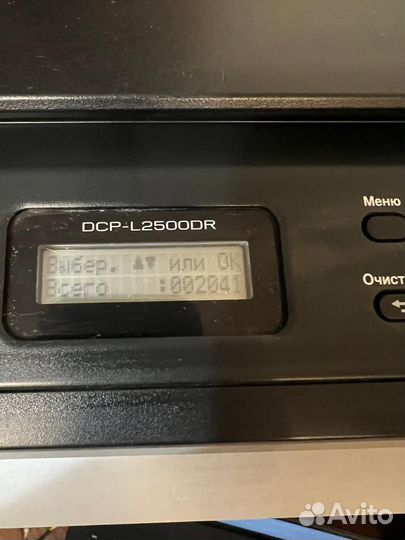 DCP-L2500DR
Выбер. ▲▼ или OK
Всего :002041
Меню
Очист
Avito